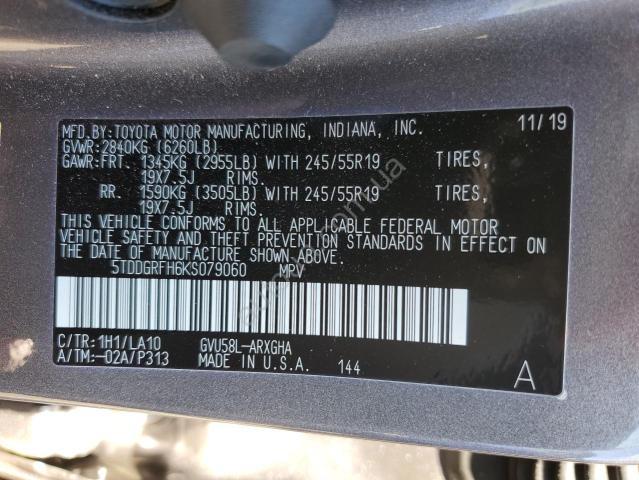 MFD.BY:TOYOTA MOTOR MANUFACTURING, INDIANA, INC. 11/19
GVWR:2840KG (6260LB)
GAWR:FRT. 1345KG (2955LB) WITH 245/55R19 TIRES,
19X7.5J RIMS.
RR. 1590KG (3505LB) WITH 245/55R19 TIRES,
19X7.5J RIMS.
THIS VEHICLE CONFORMS TO ALL APPLICABLE FEDERAL MOTOR
VEHICLE SAFETY AND THEFT PREVENTION STANDARDS IN EFFECT ON
THE DATE OF MANUFACTURE SHOWN ABOVE.
5TDDGRFH6KS079060 MPV
C/TR:1H1/LA10 GVU58L-ARXGHA
A/TM:-02A/P313 MADE IN U.S.A. 144 A